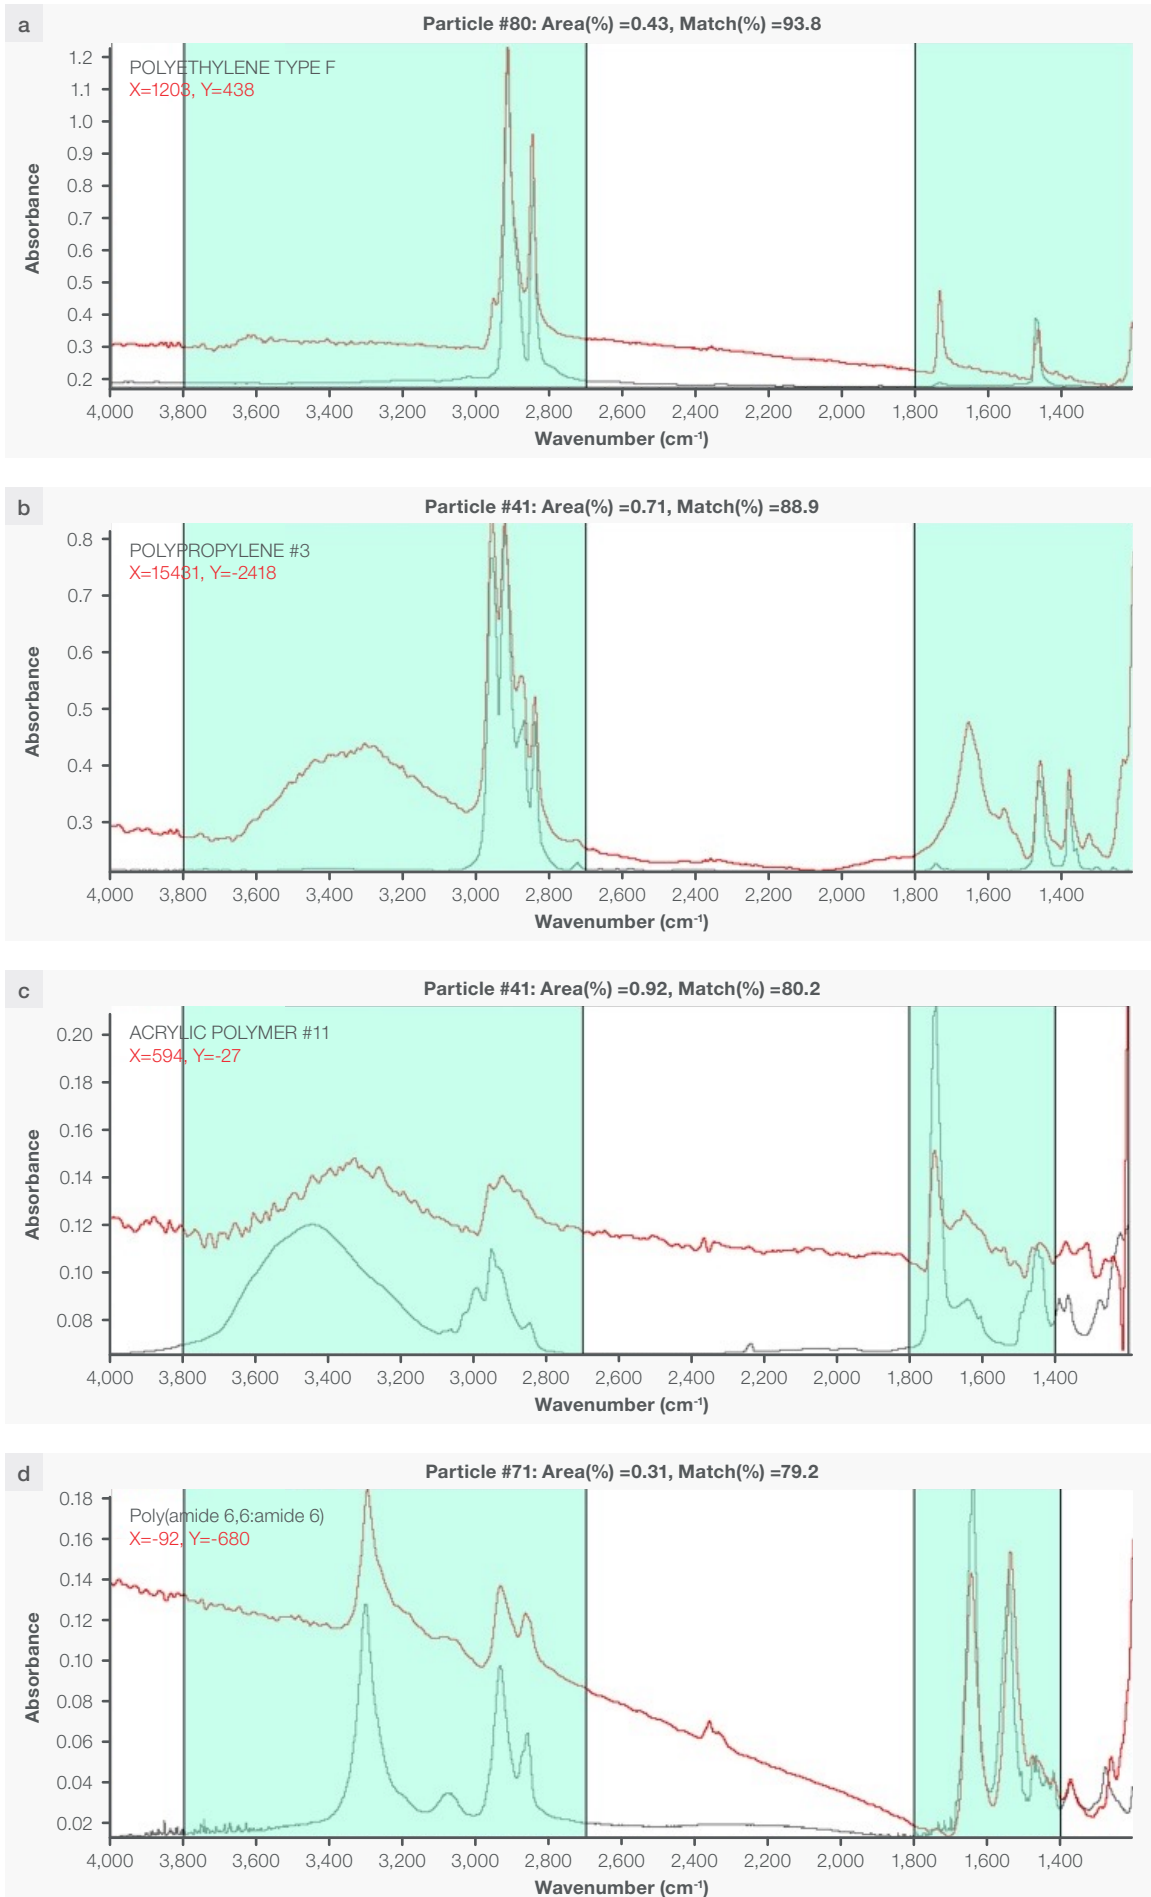 a
Particle #80: Area(%) =0.43, Match(%) =93.8
POLYETHYLENE TYPE F
X=1203, Y=438
Absorbance
1.2
1.1
1.0
0.9
0.8
0.7
0.6
0.5
0.4
0.3
0.2
4,000 3,800 3,600 3,400 3,200 3,000 2,800 2,600 2,400 2,200 2,000 1,800 1,600 1,400
Wavenumber (cm⁻¹)
b
Particle #41: Area(%) =0.71, Match(%) =88.9
POLYPROPYLENE #3
X=15431, Y=-2418
Absorbance
0.8
0.7
0.6
0.5
0.4
0.3
4,000 3,800 3,600 3,400 3,200 3,000 2,800 2,600 2,400 2,200 2,000 1,800 1,600 1,400
Wavenumber (cm⁻¹)
c
Particle #41: Area(%) =0.92, Match(%) =80.2
ACRYLIC POLYMER #11
X=594, Y=-27
Absorbance
0.20
0.18
0.16
0.14
0.12
0.10
0.08
4,000 3,800 3,600 3,400 3,200 3,000 2,800 2,600 2,400 2,200 2,000 1,800 1,600 1,400
Wavenumber (cm⁻¹)
d
Particle #71: Area(%) =0.31, Match(%) =79.2
Poly(amide 6,6:amide 6)
X=-92, Y=-680
Absorbance
0.18
0.16
0.14
0.12
0.10
0.08
0.06
0.04
0.02
4,000 3,800 3,600 3,400 3,200 3,000 2,800 2,600 2,400 2,200 2,000 1,800 1,600 1,400
Wavenumber (cm⁻¹)